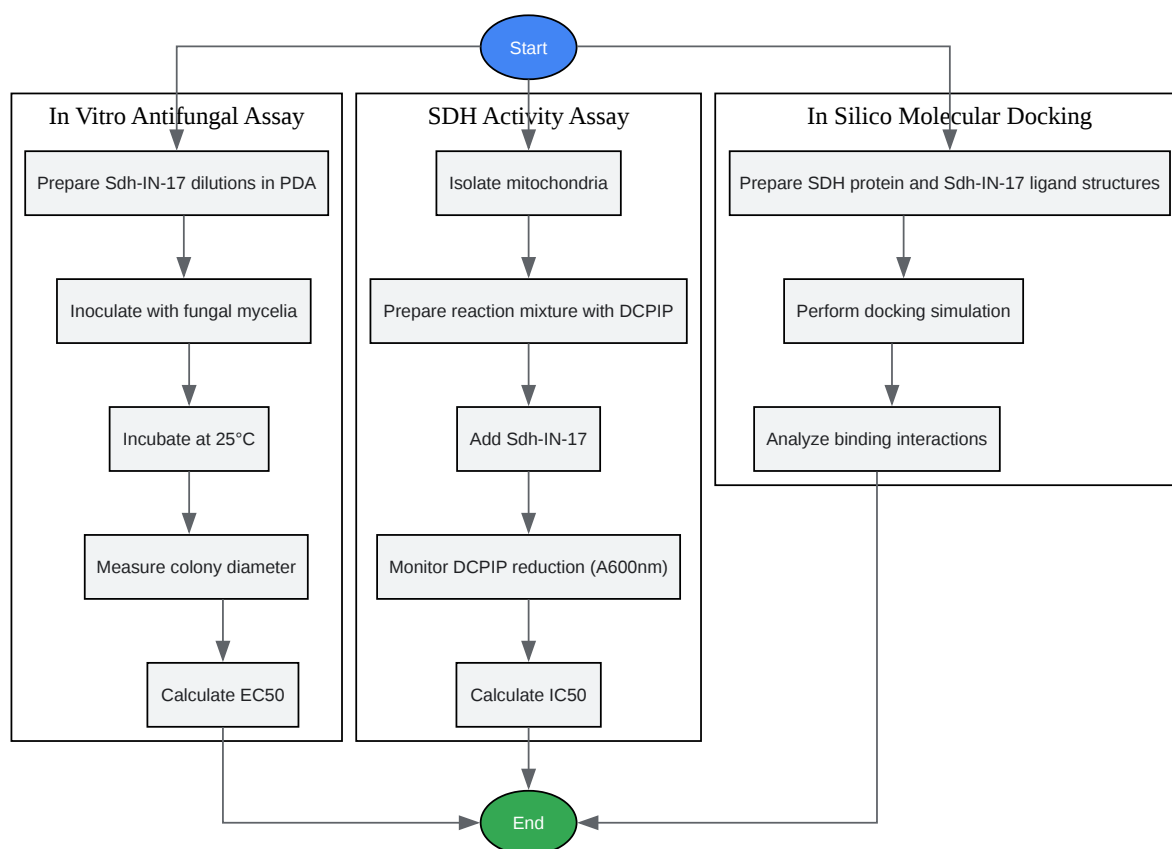 Start
In Vitro Antifungal Assay
Prepare Sdh-IN-17 dilutions in PDA
Inoculate with fungal mycelia
Incubate at 25°C
Measure colony diameter
Calculate EC50
SDH Activity Assay
Isolate mitochondria
Prepare reaction mixture with DCPIP
Add Sdh-IN-17
Monitor DCPIP reduction (A600nm)
Calculate IC50
In Silico Molecular Docking
Prepare SDH protein and Sdh-IN-17 ligand structures
Perform docking simulation
Analyze binding interactions
End